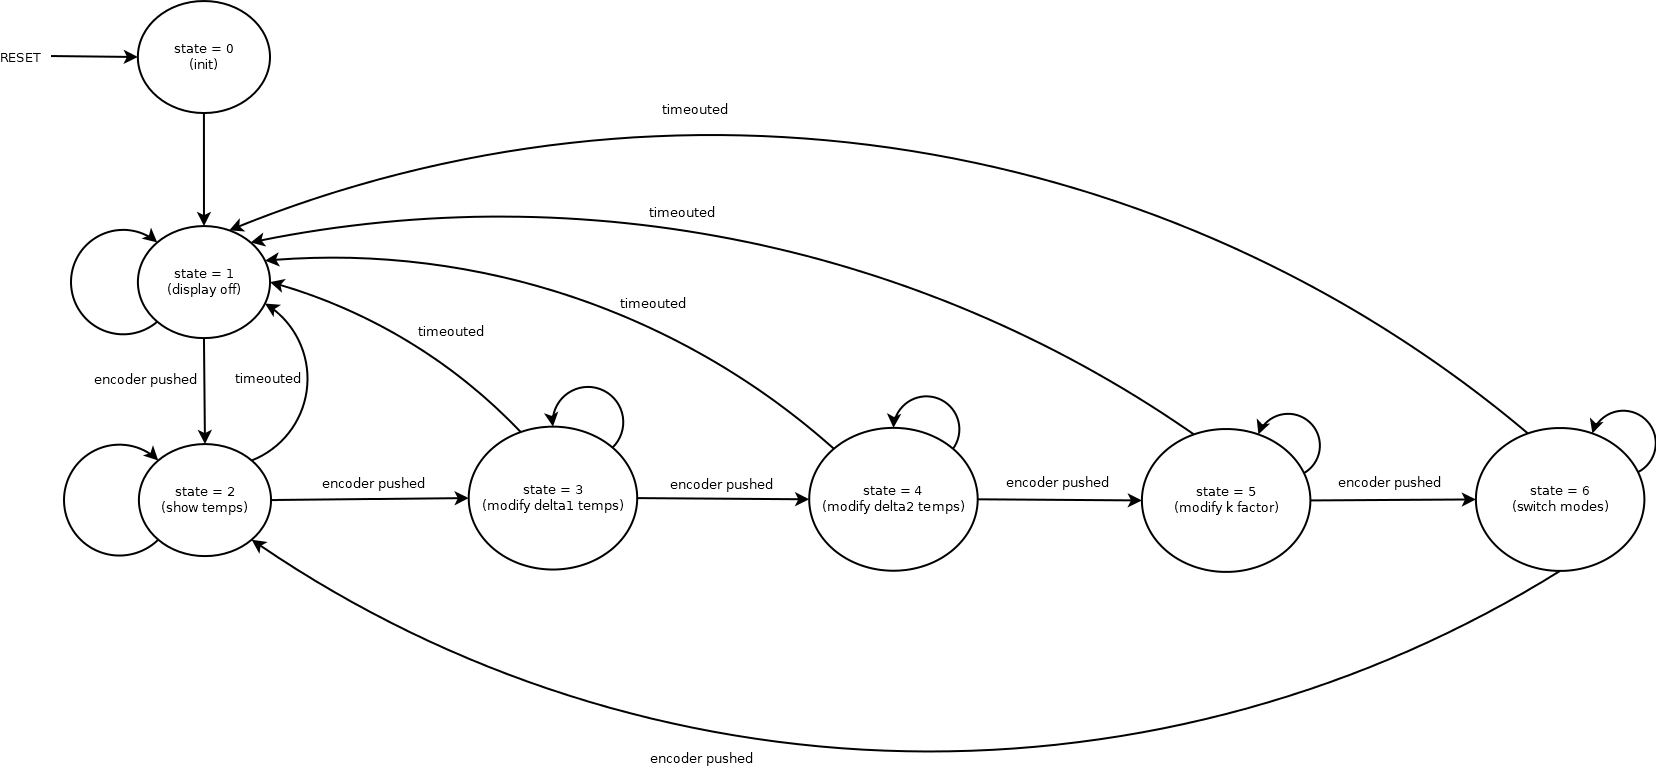 state = 0
(init)
RESET
timeouted
timeouted
state = 1
(display off)
timeouted
timeouted
encoder pushed
timeouted
encoder pushed
encoder pushed
encoder pushed
encoder pushed
state = 2
(show temps)
state = 3
(modify delta1 temps)
state = 4
(modify delta2 temps)
state = 5
(modify k factor)
state = 6
(switch modes)
encoder pushed